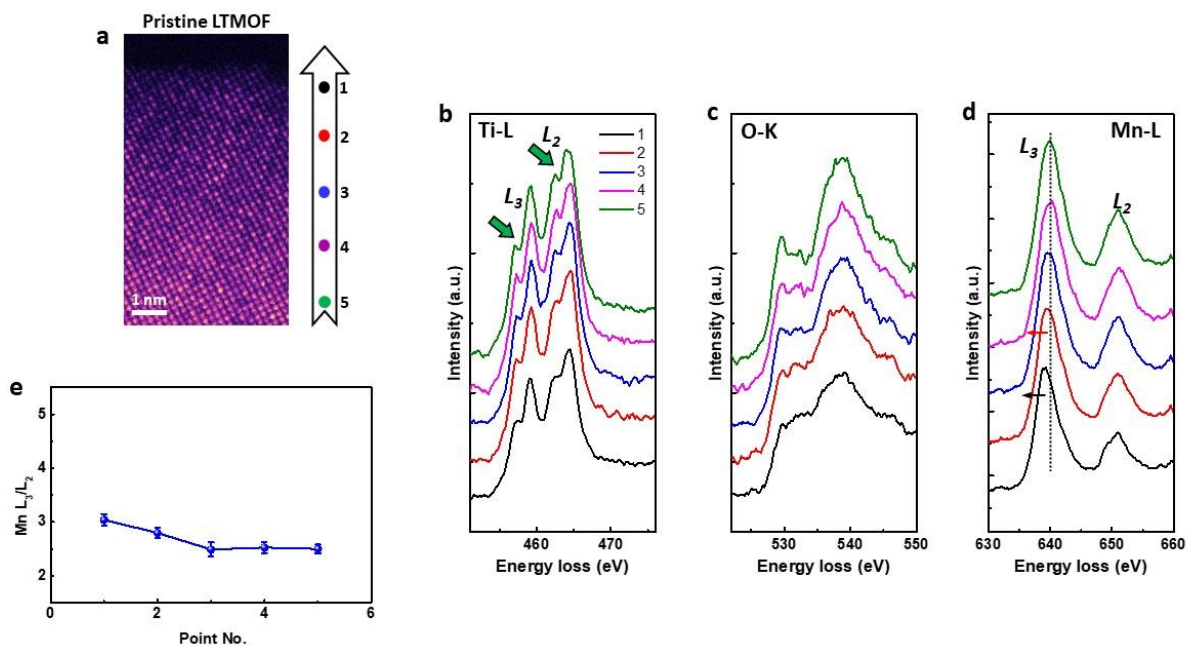 Pristine LTMOF
a
1
2
3
4
5
1 nm
b
Ti-L
L3
L2
1
2
3
4
5
Intensity (a.u.)
460 470
Energy loss (eV)
c
O-K
Intensity (a.u.)
530 540 550
Energy loss (eV)
d
Mn-L
L3
L2
Intensity (a.u.)
630 640 650 660
Energy loss (eV)
e
Mn L3/L2
5
4
3
2
0 2 4 6
Point No.